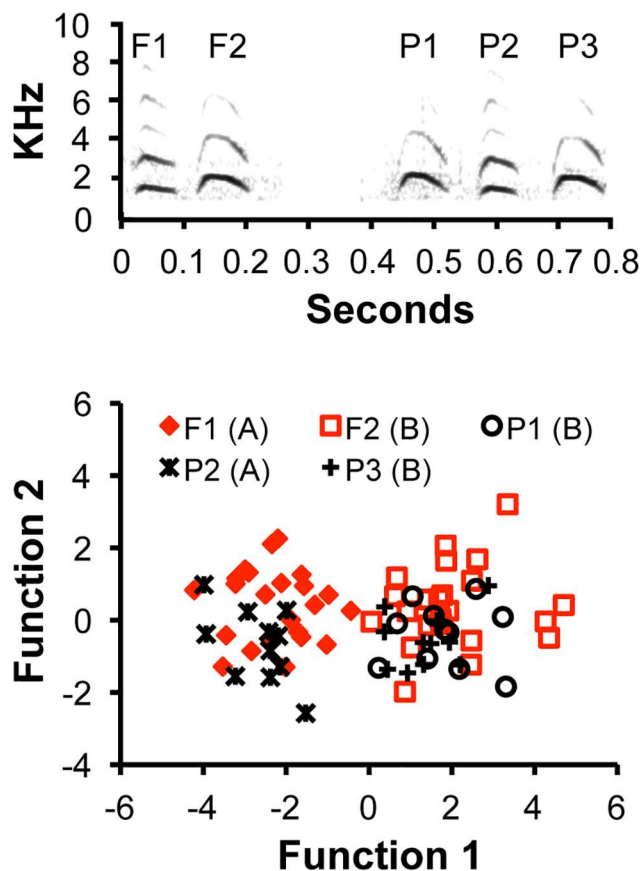 10
F1 F2 P1 P2 P3
8
6
4
2
0
KHz
0 0.1 0.2 0.3 0.4 0.5 0.6 0.7 0.8
Seconds
6
F1 (A) F2 (B) P1 (B)
4
P2 (A) P3 (B)
2
0
-2
-4
Function 2
-6 -4 -2 0 2 4 6
Function 1